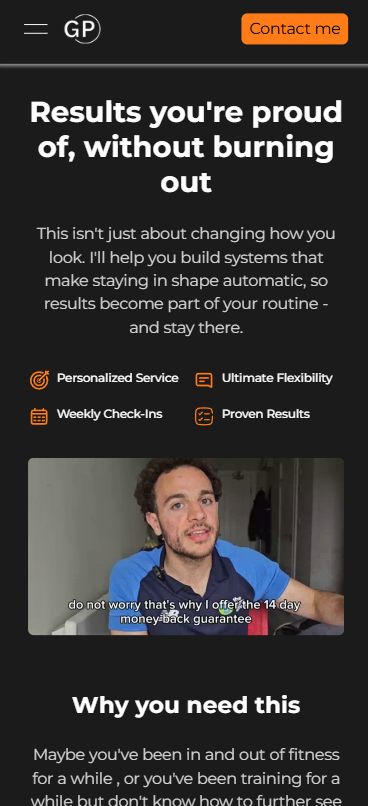 GP
Contact me
Results you're proud
of, without burning
out
This isn't just about changing how you
look. I'll help you build systems that
make staying in shape automatic, so
results become part of your routine -
and stay there.
Personalized Service
Ultimate Flexibility
Weekly Check-Ins
Proven Results
do not worry that's why I offer the 14 day
money-back guarantee
Why you need this
Maybe you've been in and out of fitness
for a while , or you've been training for a
while but don't know how to further see